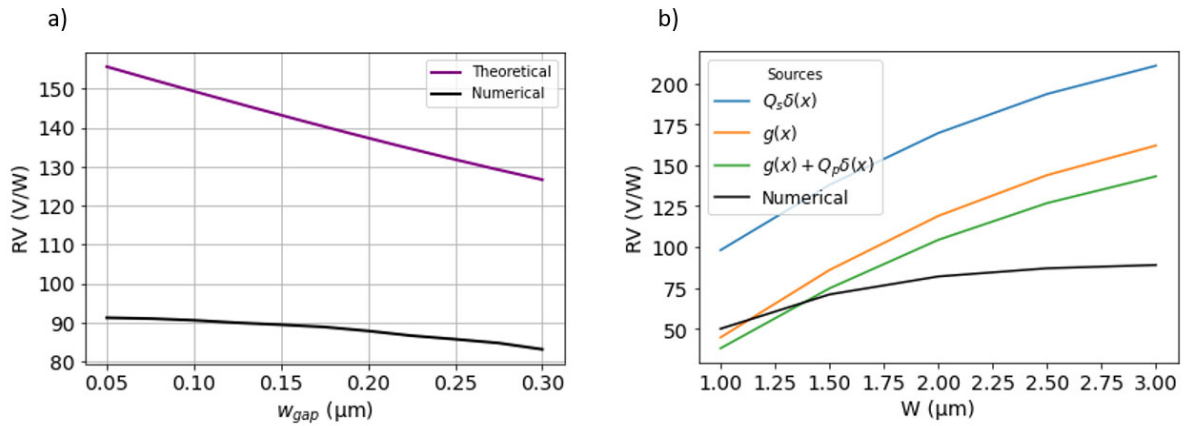 a)
RV (V/W)
150
140
130
120
110
100
90
80
Theoretical
Numerical
0.05 0.10 0.15 0.20 0.25 0.30
w_gap (μm)
b)
RV (V/W)
200
175
150
125
100
75
50
Sources
Q_sδ(x)
g(x)
g(x) + Q_pδ(x)
Numerical
1.00 1.25 1.50 1.75 2.00 2.25 2.50 2.75 3.00
W (μm)